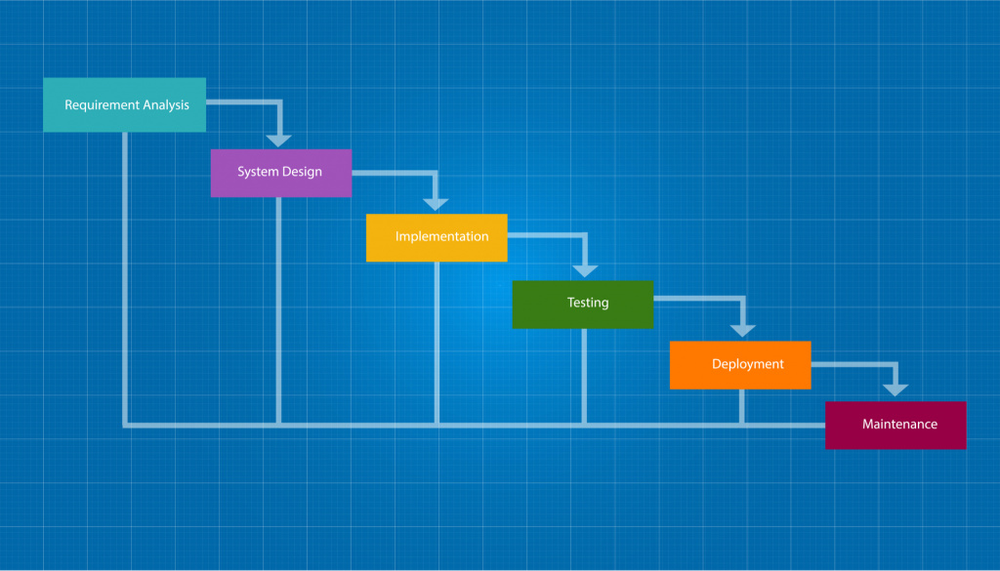 Requirement Analysis
System Design
Implementation
Testing
Deployment
Maintenance